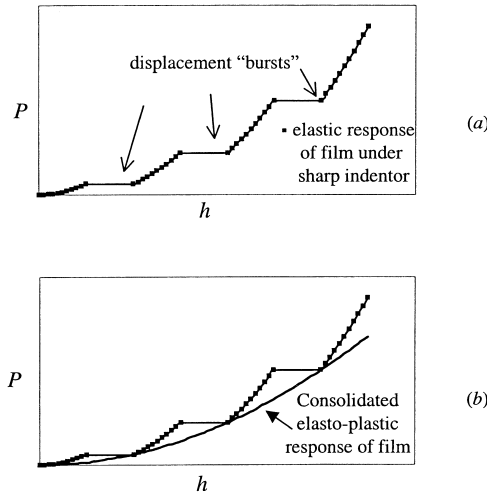 displacement “bursts”
P
(a)
elastic response
of film under
sharp indentor
h
P
(b)
Consolidated
elasto-plastic
response of film
h